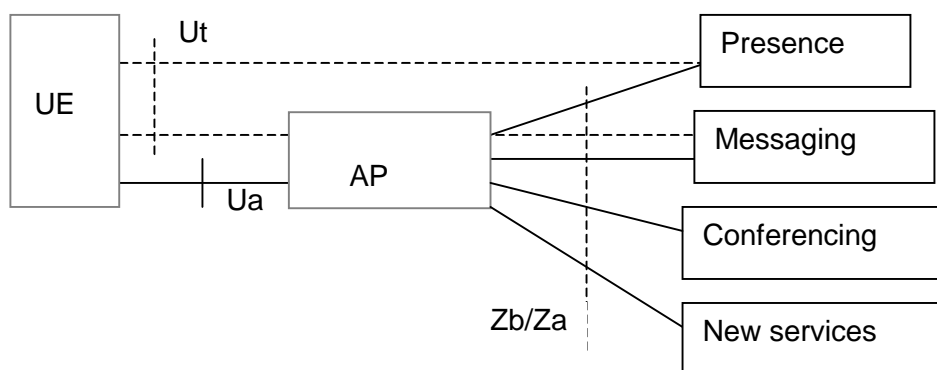 Ut
Presence
UE
Messaging
AP
Ua
Conferencing
Zb/Za
New services